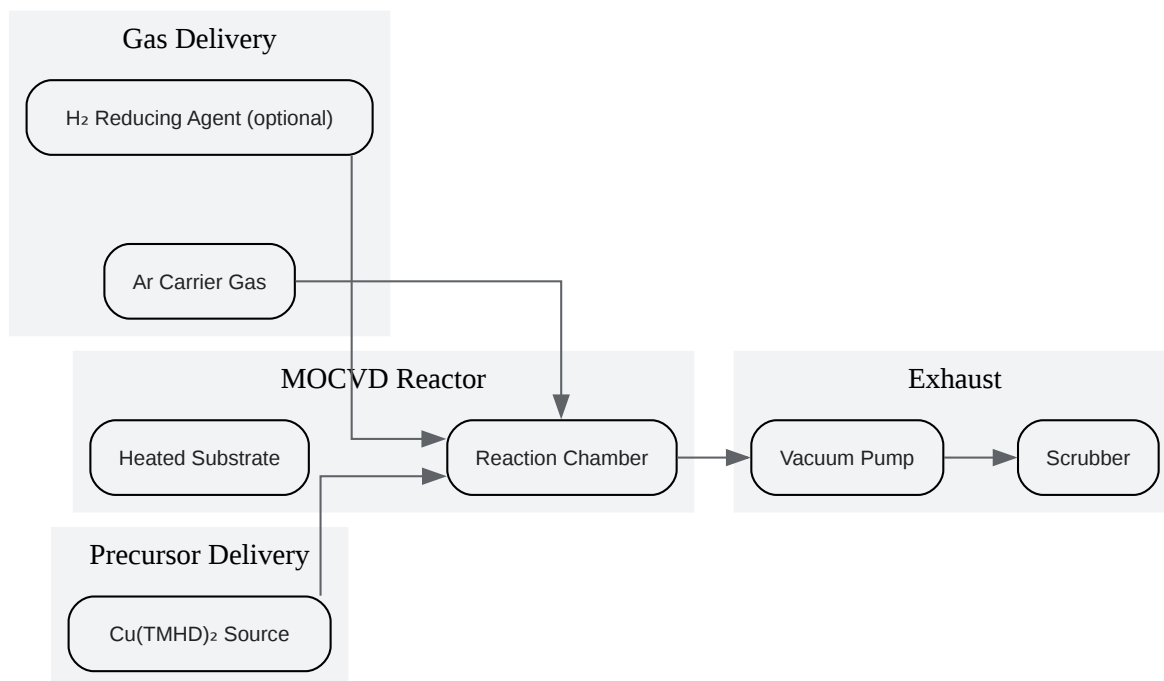 Gas Delivery
H₂ Reducing Agent (optional)
Ar Carrier Gas
MOCVD Reactor
Heated Substrate
Reaction Chamber
Exhaust
Vacuum Pump
Scrubber
Precursor Delivery
Cu(TMHD)₂ Source